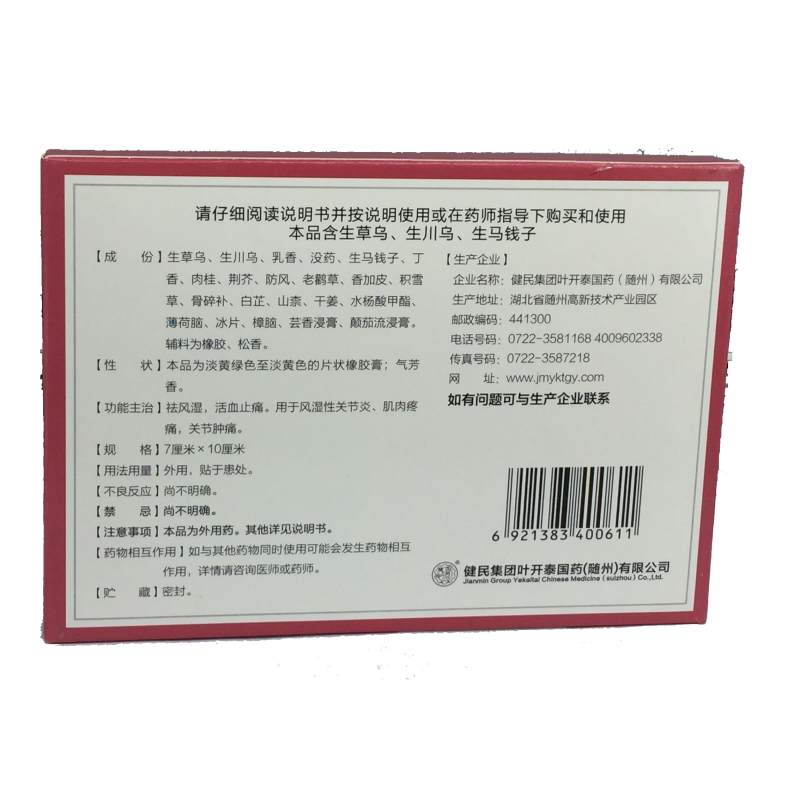 请仔细阅读说明书并按说明使用或在药师指导下购买和使用
本品含生草乌、生川乌、生马钱子
【成 份】生草乌、生川乌、乳香、没药、生马钱子、丁
香、肉桂、荆芥、防风、老鹳草、香加皮、积雪
草、骨碎补、白芷、山柰、干姜、水杨酸甲酯、
薄荷脑、冰片、樟脑、芸香浸膏、颠茄流浸膏。
辅料为橡胶、松香。
【性 状】本品为淡黄绿色至淡黄色的片状橡胶膏；气芳
香。
【功能主治】祛风湿，活血止痛。用于风湿性关节炎、肌肉疼
痛，关节肿痛。
【规 格】7厘米×10厘米
【用法用量】外用，贴于患处。
【不良反应】尚不明确。
【禁 忌】尚不明确。
【注意事项】本品为外用药。其他详见说明书。
【药物相互作用】如与其他药物同时使用可能会发生药物相互
作用，详情请咨询医师或药师。
【贮 藏】密封。
【生产企业】
企业名称：健民集团叶开泰国药（随州）有限公司
生产地址：湖北省随州高新技术产业园区
邮政编码：441300
电话号码：0722-3581168 4009602338
传真号码：0722-3587218
网 址：www.jmyktgy.com
如有问题可与生产企业联系
6 921383 400611
健民集团叶开泰国药(随州)有限公司
Jianmin Group Yekaitai Chinese Medicine (suizhou) Co.,Ltd.